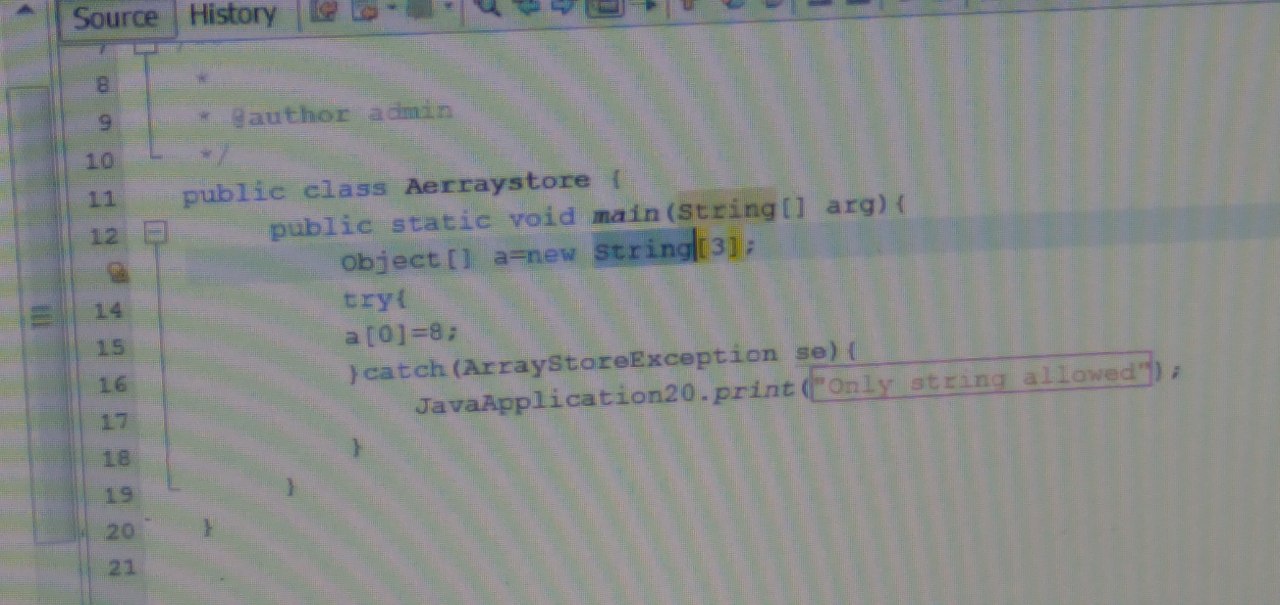 Source History
7
8 *
9 * @author admin
10 */
11 public class Aerraystore {
12 public static void main(String[] arg){
Object[] a=new String[3];
14 try{
15 a[0]=8;
16 }catch(ArrayStoreException se){
17 JavaApplication20.print("Only string allowed");
18 }
19 }
20 }
21